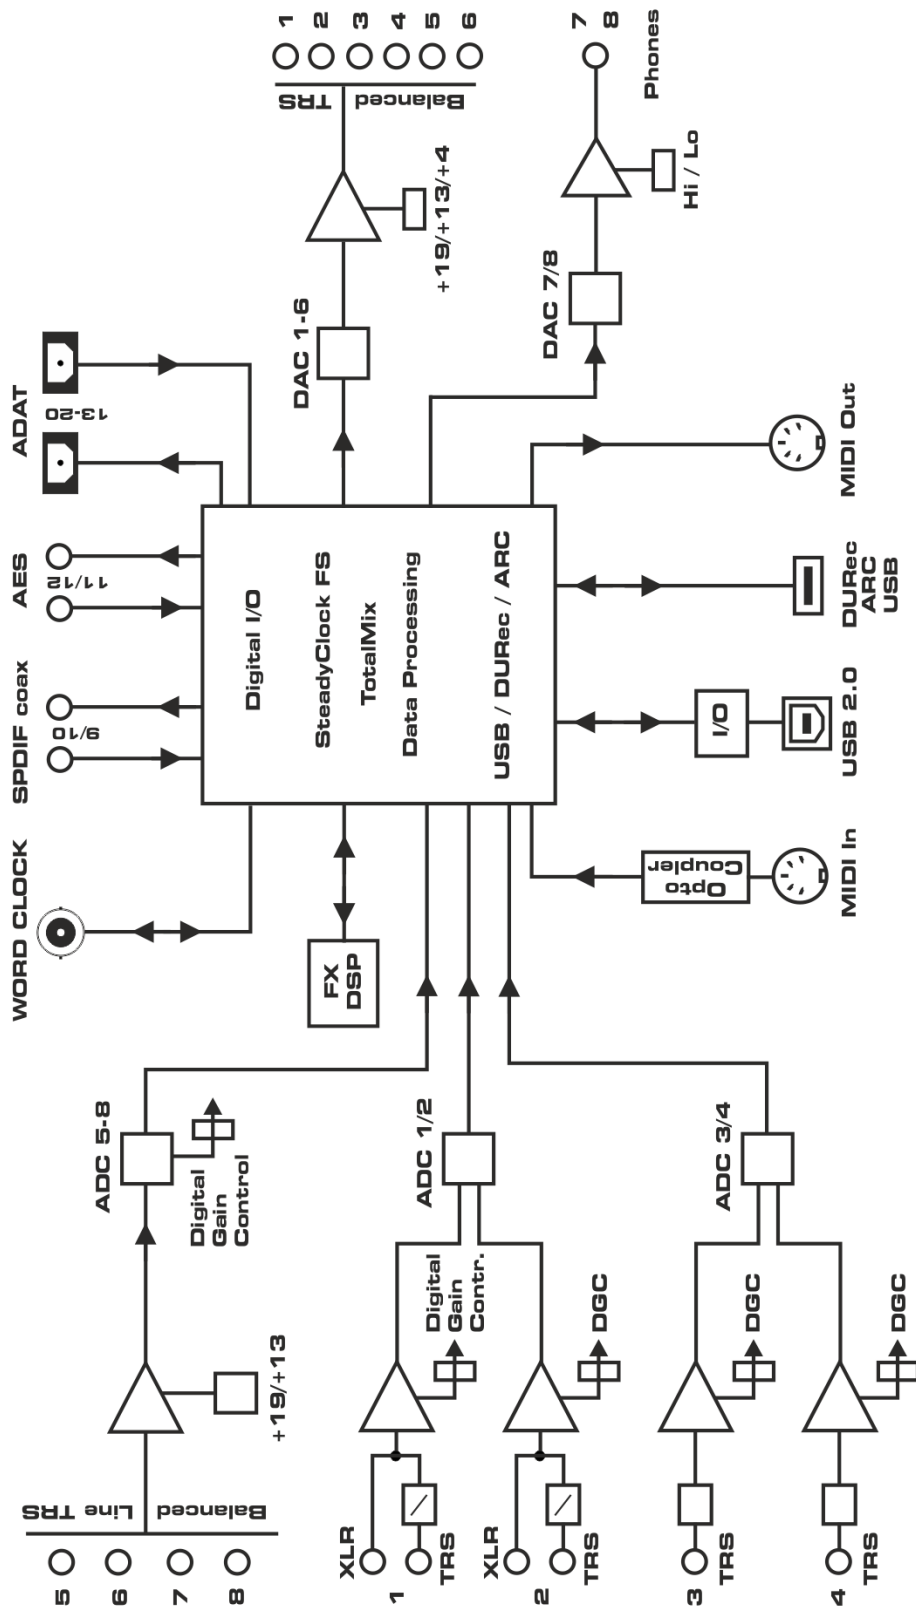 WORD CLOCK
SPDIF coax
9/10
AES
11/12
ADAT
13-20
5
6
7
8
Balanced Line TRS
+19/+13
ADC 5-8
Digital
Gain
Control
FX
DSP
Digital I/O
SteadyClock FS
TotalMix
Data Processing
USB / DURec / ARC
DAC 1-6
+19/+13/+4
Balanced TRS
1
2
3
4
5
6
DAC 7/8
Hi / Lo
Phones
7
8
XLR
1
TRS
Digital
Gain
Contr.
ADC 1/2
XLR
2
TRS
DGC
3
TRS
DGC
ADC 3/4
4
TRS
DGC
Opto
Coupler
MIDI In
I/O
USB 2.0
DURec
ARC
USB
MIDI Out